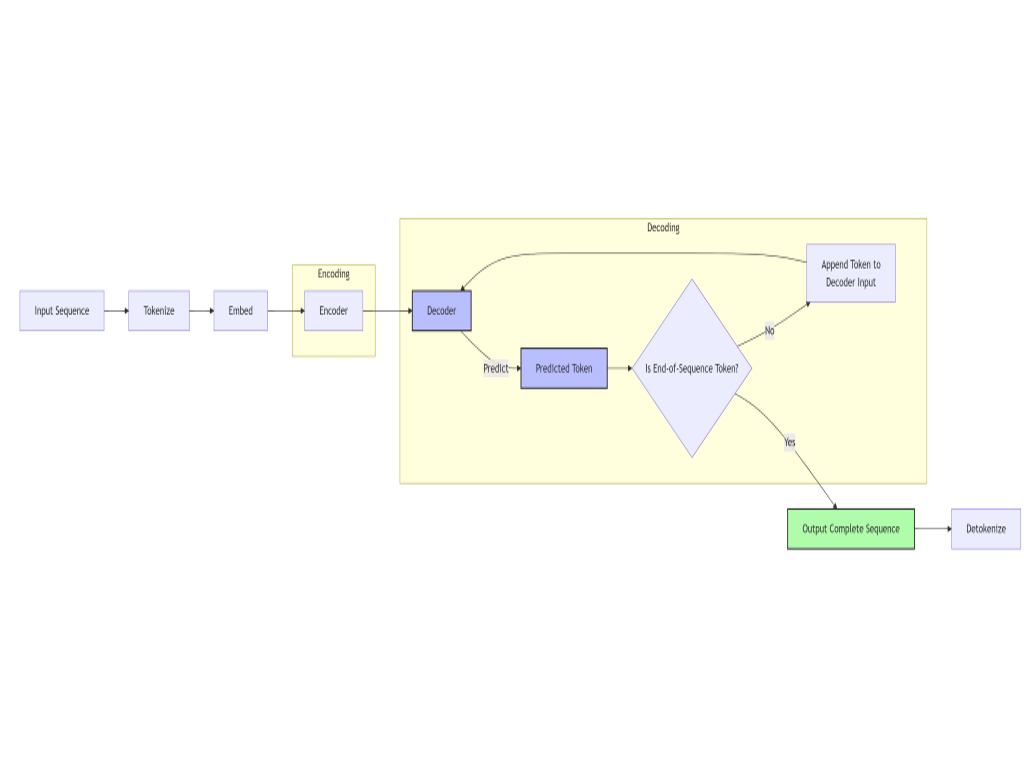 Decoding
Append Token to
Decoder Input
Encoding
Input Sequence
Tokenize
Embed
Encoder
Decoder
No
Predict
Predicted Token
Is End-of-Sequence Token?
Yes
Output Complete Sequence
Detokenize